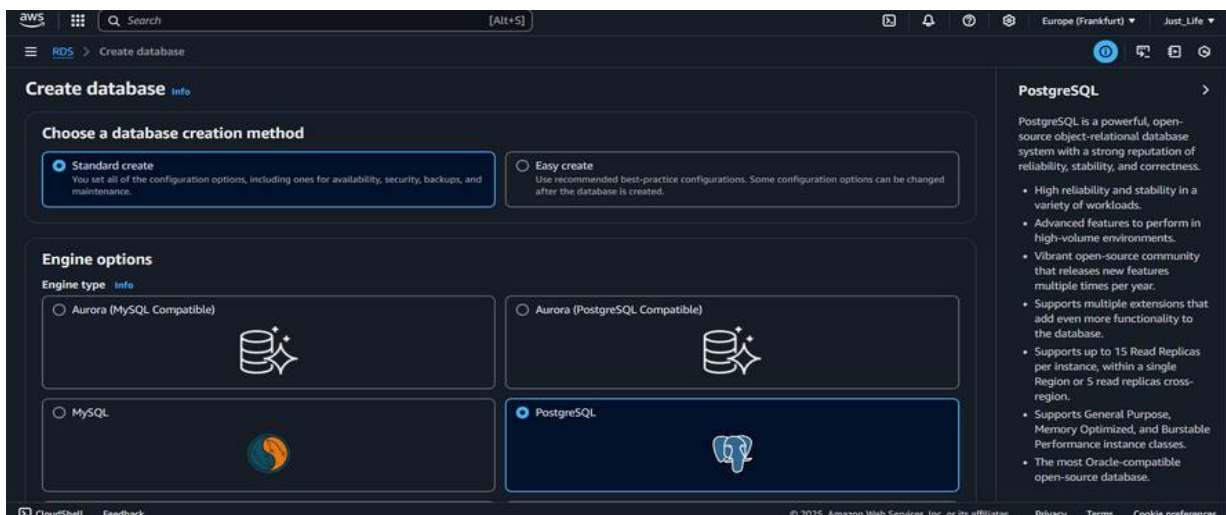 aws
Search [Alt+S]
Europe (Frankfurt) ▼
Just_Life ▼
RDS > Create database
Create database Info
Choose a database creation method
Standard create
You set all of the configuration options, including ones for availability, security, backups, and
maintenance.
Easy create
Use recommended best-practice configurations. Some configuration options can be changed
after the database is created.
Engine options
Engine type Info
Aurora (MySQL Compatible)
Aurora (PostgreSQL Compatible)
MySQL
PostgreSQL
PostgreSQL
PostgreSQL is a powerful, open-
source object-relational database
system with a strong reputation of
reliability, stability, and correctness.
• High reliability and stability in a
variety of workloads.
• Advanced features to perform in
high-volume environments.
• Vibrant open-source community
that releases new features
multiple times per year.
• Supports multiple extensions that
add even more functionality to
the database.
• Supports up to 15 Read Replicas
per instance, within a single
Region or 5 read replicas cross-
region.
• Supports General Purpose,
Memory Optimized, and Burstable
Performance instance classes.
• The most Oracle-compatible
open-source database.
CloudShell Feedback
© 2025, Amazon Web Services, Inc. or its affiliates. Privacy Terms Cookie preferences